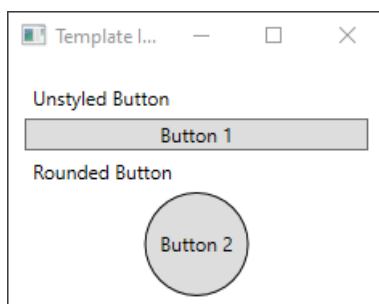 Template I...
Unstyled Button
Button 1
Rounded Button
Button 2